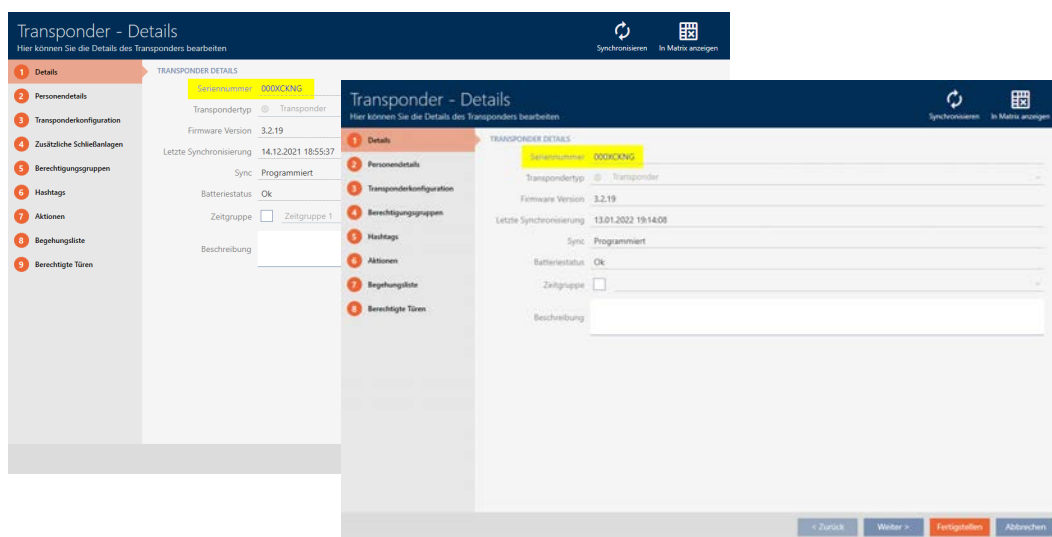 Transponder - Details
Hier können Sie die Details des Transponders bearbeiten
Synchronisieren
In Matrix anzeigen
1 Details
2 Personendetails
3 Transponderkonfiguration
4 Zusätzliche Schließanlagen
5 Berechtigungsgruppen
6 Hashtags
7 Aktionen
8 Begehungsliste
9 Berechtigte Türen
TRANSPONDER DETAILS
Seriennummer 000XCKNG
Transpondertyp Transponder
Firmware Version 3.2.19
Letzte Synchronisierung 14.12.2021 18:55:37
Sync Programmiert
Batteriestatus Ok
Zeitgruppe Zeitgruppe 1
Beschreibung
Transponder - Details
Hier können Sie die Details des Transponders bearbeiten
Synchronisieren
In Matrix anzeigen
1 Details
2 Personendetails
3 Transponderkonfiguration
4 Berechtigungsgruppen
5 Hashtags
6 Aktionen
7 Begehungsliste
8 Berechtigte Türen
TRANSPONDER DETAILS
Seriennummer 000XCKNG
Transpondertyp Transponder
Firmware Version 3.2.19
Letzte Synchronisierung 13.01.2022 19:14:08
Sync Programmiert
Batteriestatus Ok
Zeitgruppe
Beschreibung
< Zurück
Weiter >
Fertigstellen
Abbrechen